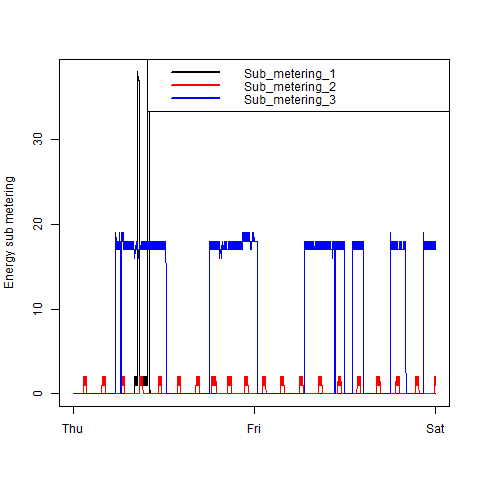 Sub_metering_1
Sub_metering_2
Sub_metering_3
Energy sub metering
30
20
10
0
Thu Fri Sat